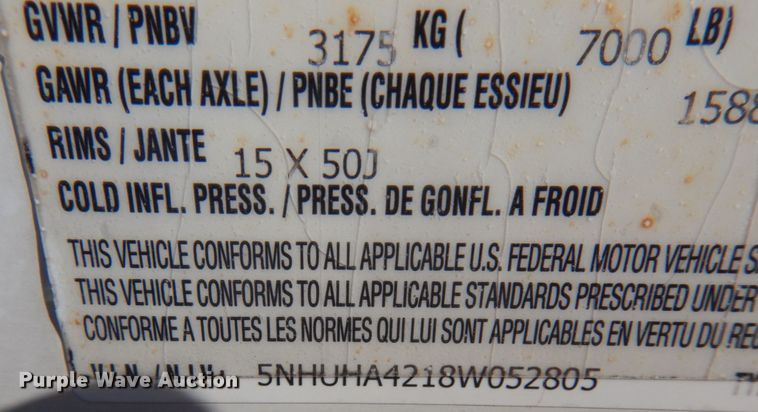 GVWR / PNBV 3175 KG ( 7000 LB)
GAWR (EACH AXLE) / PNBE (CHAQUE ESSIEU) 1588
RIMS / JANTE 15 X 50J
COLD INFL. PRESS. / PRESS. DE GONFL. A FROID
THIS VEHICLE CONFORMS TO ALL APPLICABLE U.S. FEDERAL MOTOR VEHICLE S
THIS VEHICLE CONFORMS TO ALL APPLICABLE STANDARDS PRESCRIBED UNDER
CONFORME A TOUTES LES NORMES QUI LUI SONT APPLICABLES EN VERTU DU REG
5NHUHA4218W052805
Purple Wave Auction